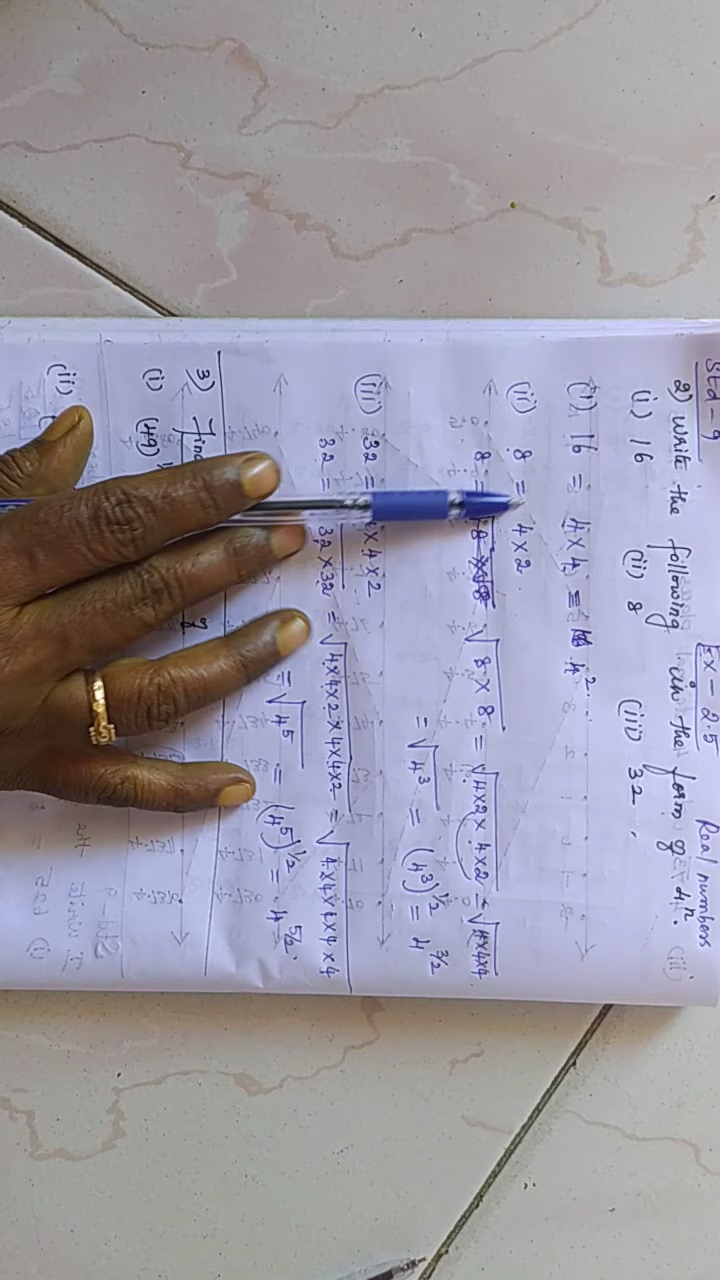 Std - 9 Ex - 2.5 Real numbers
2) Write the following in the form of 4ⁿ.
(i) 16 (ii) 8 (iii) 32.
(i) 16 = 4×4 = 4².
(ii) 8 = 4×2.
8 = √8×8 = √4×2×4×2 = √4×4×4
= √4³ = (4³)^1/2 = 4^3/2
(iii) 32 = 4×4×2
32 = √32×32 = √4×4×2×4×4×2 = √4×4×4×4×4
= √4⁵ = (4⁵)^1/2 = 4^5/2.
3)
(i) (49)
(ii)